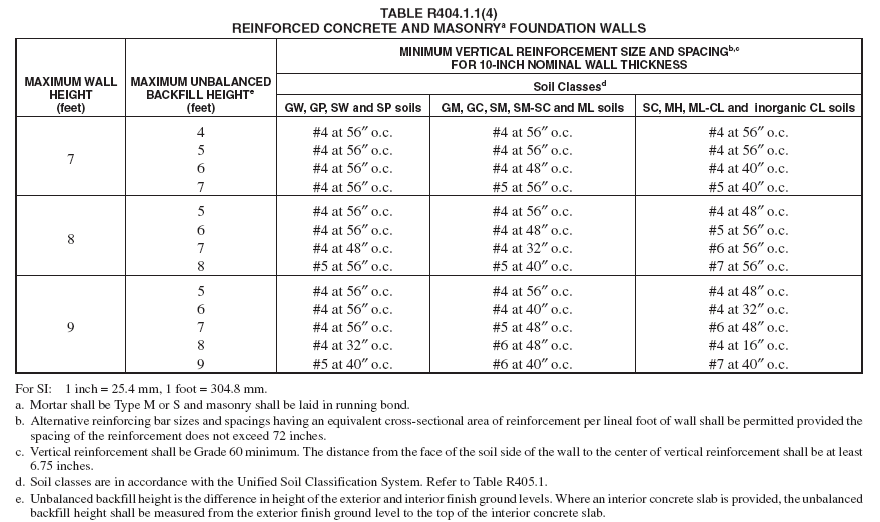 TABLE R404.1.1(4)
REINFORCED CONCRETE AND MASONRYa FOUNDATION WALLS
MAXIMUM WALL HEIGHT (feet)
MAXIMUM UNBALANCED BACKFILL HEIGHTe (feet)
MINIMUM VERTICAL REINFORCEMENT SIZE AND SPACINGb,c
FOR 10-INCH NOMINAL WALL THICKNESS
Soil Classesd
GW, GP, SW and SP soils GM, GC, SM, SM-SC and ML soils SC, MH, ML-CL and inorganic CL soils
7
4 #4 at 56″ o.c. #4 at 56″ o.c. #4 at 56″ o.c.
5 #4 at 56″ o.c. #4 at 56″ o.c. #4 at 56″ o.c.
6 #4 at 56″ o.c. #4 at 48″ o.c. #4 at 40″ o.c.
7 #4 at 56″ o.c. #5 at 56″ o.c. #5 at 40″ o.c.
8
5 #4 at 56″ o.c. #4 at 56″ o.c. #4 at 48″ o.c.
6 #4 at 56″ o.c. #4 at 48″ o.c. #5 at 56″ o.c.
7 #4 at 48″ o.c. #4 at 32″ o.c. #6 at 56″ o.c.
8 #5 at 56″ o.c. #5 at 40″ o.c. #7 at 56″ o.c.
9
5 #4 at 56″ o.c. #4 at 56″ o.c. #4 at 48″ o.c.
6 #4 at 56″ o.c. #4 at 40″ o.c. #4 at 32″ o.c.
7 #4 at 56″ o.c. #5 at 48″ o.c. #6 at 48″ o.c.
8 #4 at 32″ o.c. #6 at 48″ o.c. #4 at 16″ o.c.
9 #5 at 40″ o.c. #6 at 40″ o.c. #7 at 40″ o.c.
For SI: 1 inch = 25.4 mm, 1 foot = 304.8 mm.
a. Mortar shall be Type M or S and masonry shall be laid in running bond.
b. Alternative reinforcing bar sizes and spacings having an equivalent cross-sectional area of reinforcement per lineal foot of wall shall be permitted provided the
spacing of the reinforcement does not exceed 72 inches.
c. Vertical reinforcement shall be Grade 60 minimum. The distance from the face of the soil side of the wall to the center of vertical reinforcement shall be at least
6.75 inches.
d. Soil classes are in accordance with the Unified Soil Classification System. Refer to Table R405.1.
e. Unbalanced backfill height is the difference in height of the exterior and interior finish ground levels. Where an interior concrete slab is provided, the unbalanced
backfill height shall be measured from the exterior finish ground level to the top of the interior concrete slab.